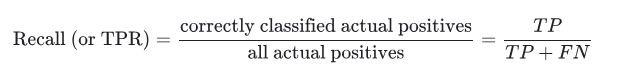 Recall (or TPR) = correctly classified actual positives / all actual positives = TP / TP + FN